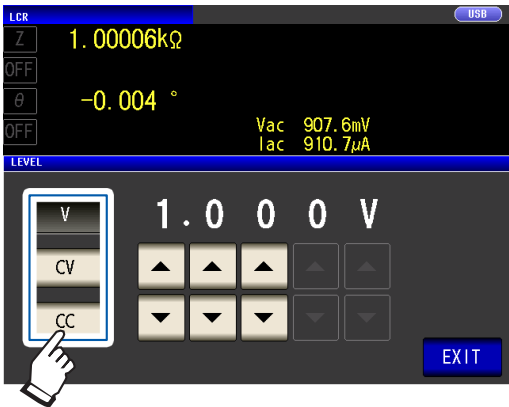 LCR USB
Z 1.00006kΩ
OFF
θ -0.004 °
OFF
Vac 907.6mV
Iac 910.7μA
LEVEL
V 1.000 V
CV
CC
EXIT